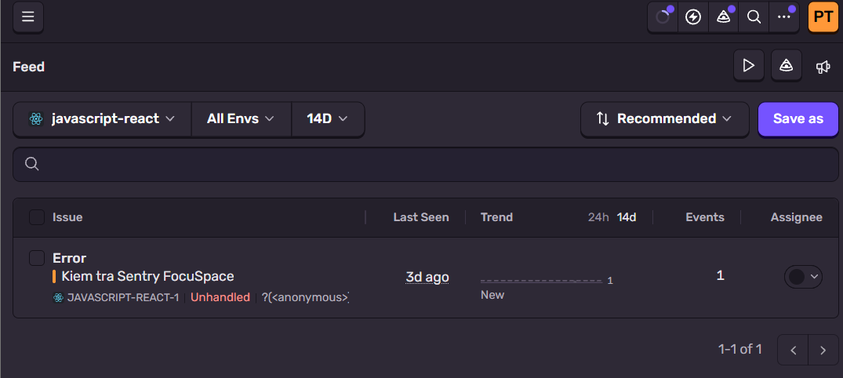 PT
Feed
javascript-react All Envs 14D Recommended Save as
Issue Last Seen Trend 24h 14d Events Assignee
Error
Kiem tra Sentry FocuSpace 3d ago 1 1
JAVASCRIPT-REACT-1 Unhandled ?(<anonymous>) New
1-1 of 1